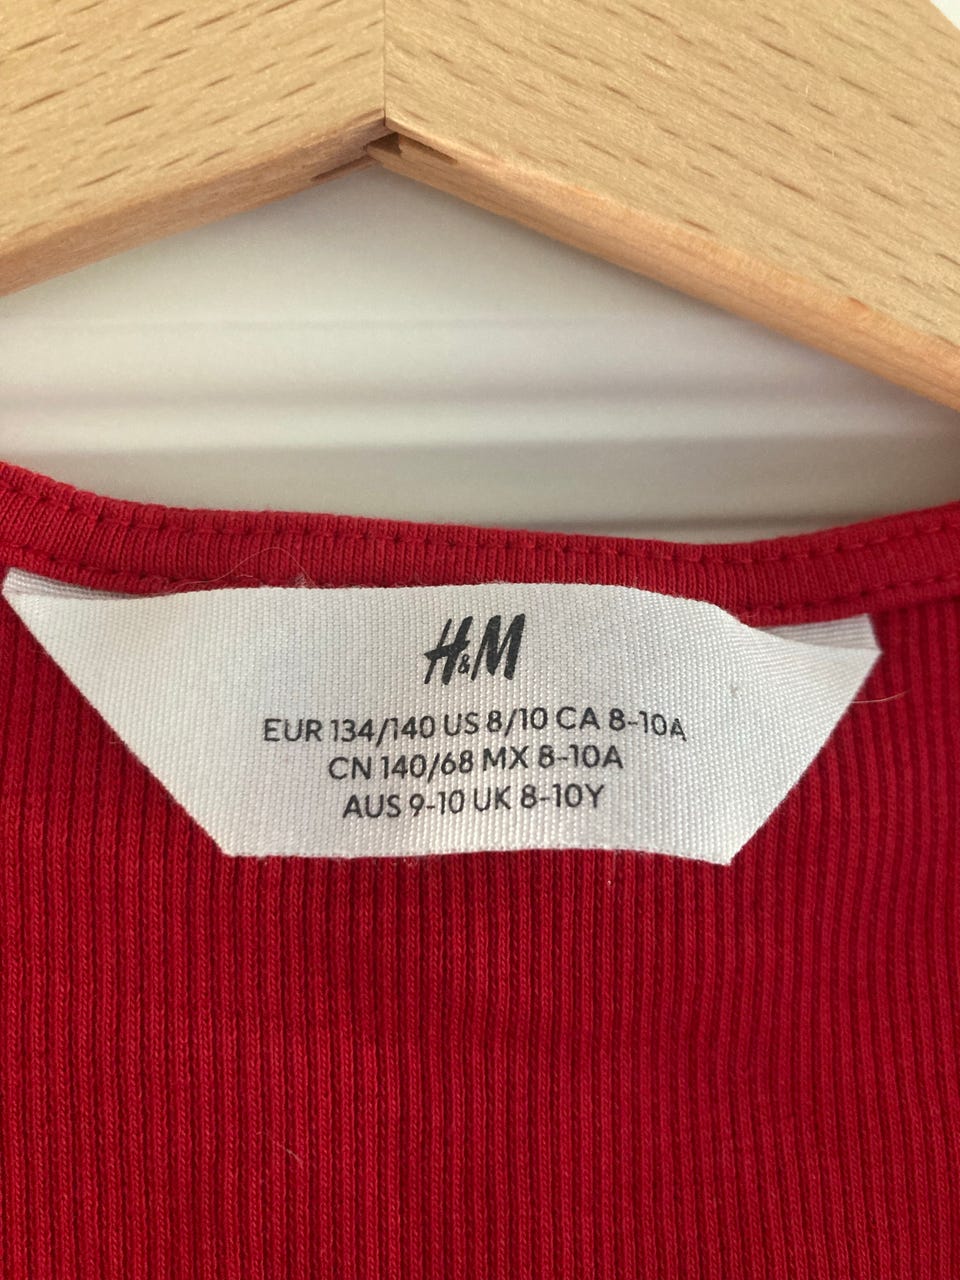 H&M
EUR 134/140 US 8/10 CA 8-10A
CN 140/68 MX 8-10A
AUS 9-10 UK 8-10Y